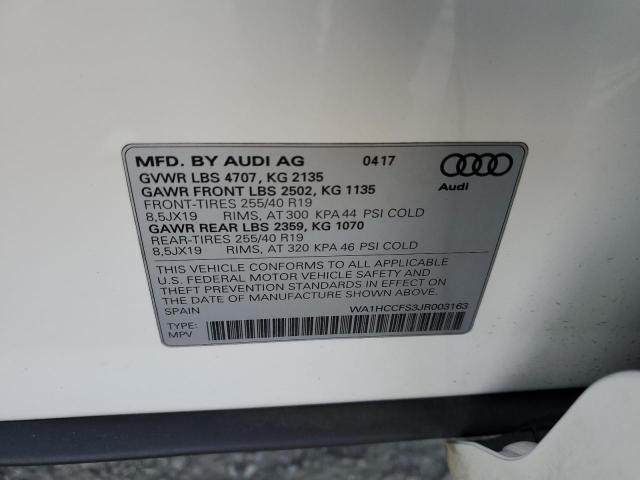 MFD. BY AUDI AG 0417
GVWR LBS 4707, KG 2135
GAWR FRONT LBS 2502, KG 1135
FRONT-TIRES 255/40 R19
8,5JX19 RIMS, AT 300 KPA 44 PSI COLD
GAWR REAR LBS 2359, KG 1070
REAR-TIRES 255/40 R19
8,5JX19 RIMS, AT 320 KPA 46 PSI COLD
Audi
THIS VEHICLE CONFORMS TO ALL APPLICABLE
U.S. FEDERAL MOTOR VEHICLE SAFETY AND
THEFT PREVENTION STANDARDS IN EFFECT ON
THE DATE OF MANUFACTURE SHOWN ABOVE.
SPAIN WA1HCCFS3JR003163
TYPE:
MPV